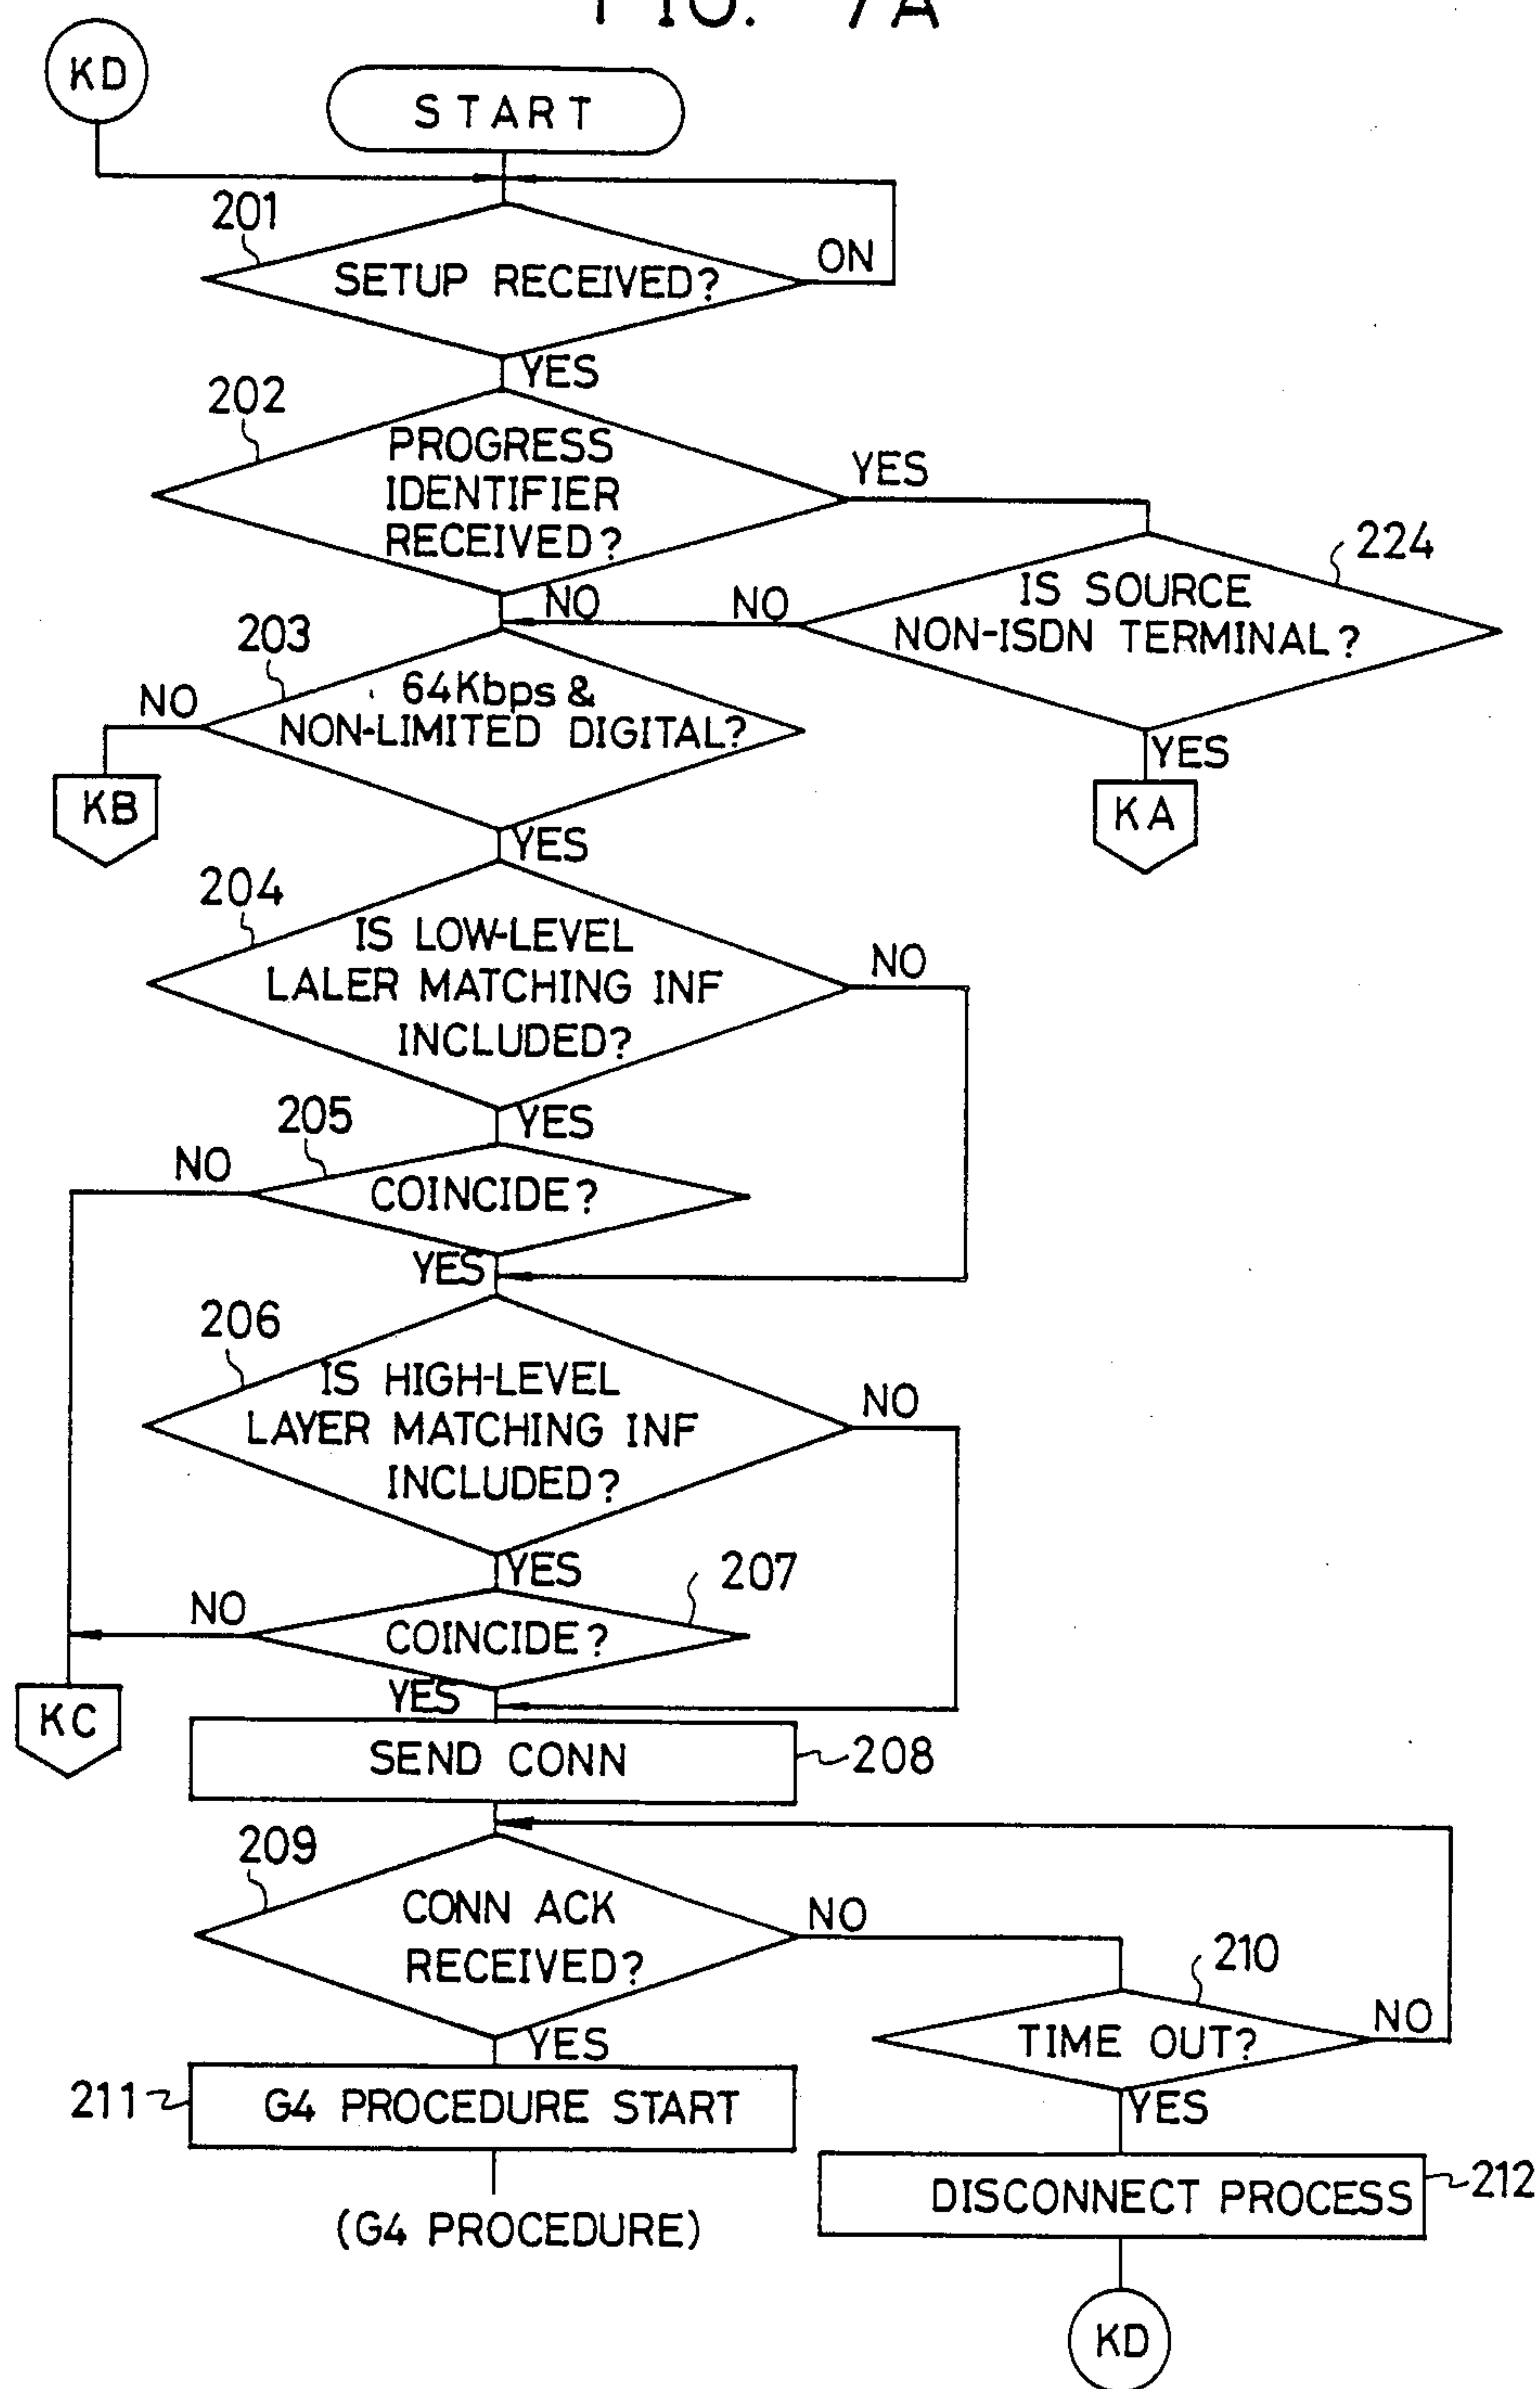 FIG. 7A
KD
START
201
SETUP RECEIVED?
ON
YES
202
PROGRESS
IDENTIFIER
RECEIVED?
YES
NO
224
IS SOURCE
NON-ISDN TERMINAL?
NO
YES
KA
203
64Kbps &
NON-LIMITED DIGITAL?
NO
KB
YES
204
IS LOW-LEVEL
LALER MATCHING INF
INCLUDED?
NO
YES
205
COINCIDE?
NO
YES
206
IS HIGH-LEVEL
LAYER MATCHING INF
INCLUDED?
NO
YES
207
COINCIDE?
NO
YES
KC
SEND CONN
208
209
CONN ACK
RECEIVED?
NO
YES
210
TIME OUT?
NO
YES
211
G4 PROCEDURE START
(G4 PROCEDURE)
DISCONNECT PROCESS
212
KD